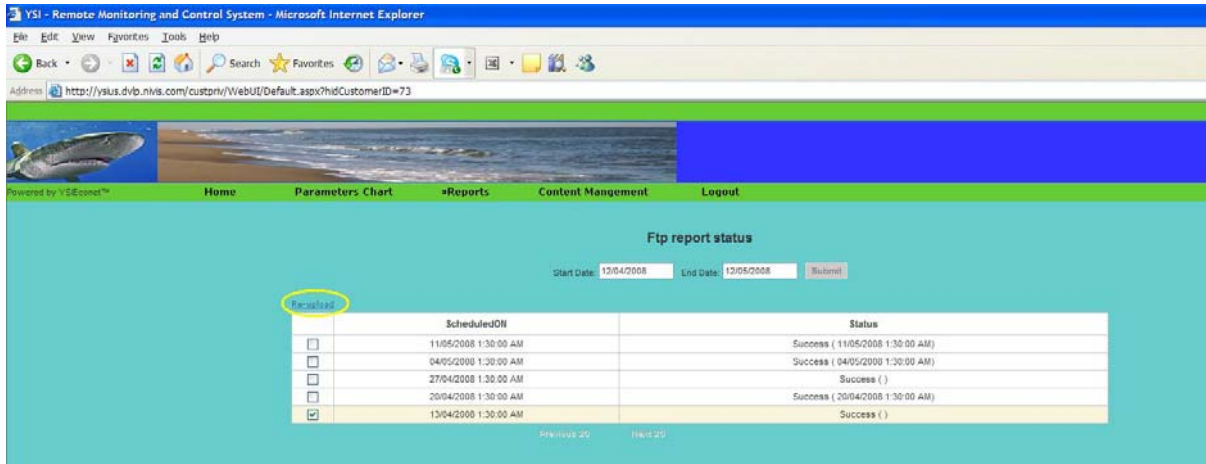 YSI - Remote Monitoring and Control System - Microsoft Internet Explorer
File Edit View Favorites Tools Help
Back Search Favorites
Address http://ysius.dvlp.nivis.com/custpriv/WebUI/Default.aspx?hidCustomerID=73
Powered by YSIEconet™ Home Parameters Chart »Reports Content Mangement Logout
Ftp report status
Start Date: 12/04/2008 End Date: 12/05/2008 Submit
Re-upload
ScheduledON Status
11/05/2008 1:30:00 AM Success ( 11/05/2008 1:30:00 AM)
04/05/2008 1:30:00 AM Success ( 04/05/2008 1:30:00 AM)
27/04/2008 1:30:00 AM Success ( )
20/04/2008 1:30:00 AM Success ( 20/04/2008 1:30:00 AM)
13/04/2008 1:30:00 AM Success ( )
Previous 20 Next 20